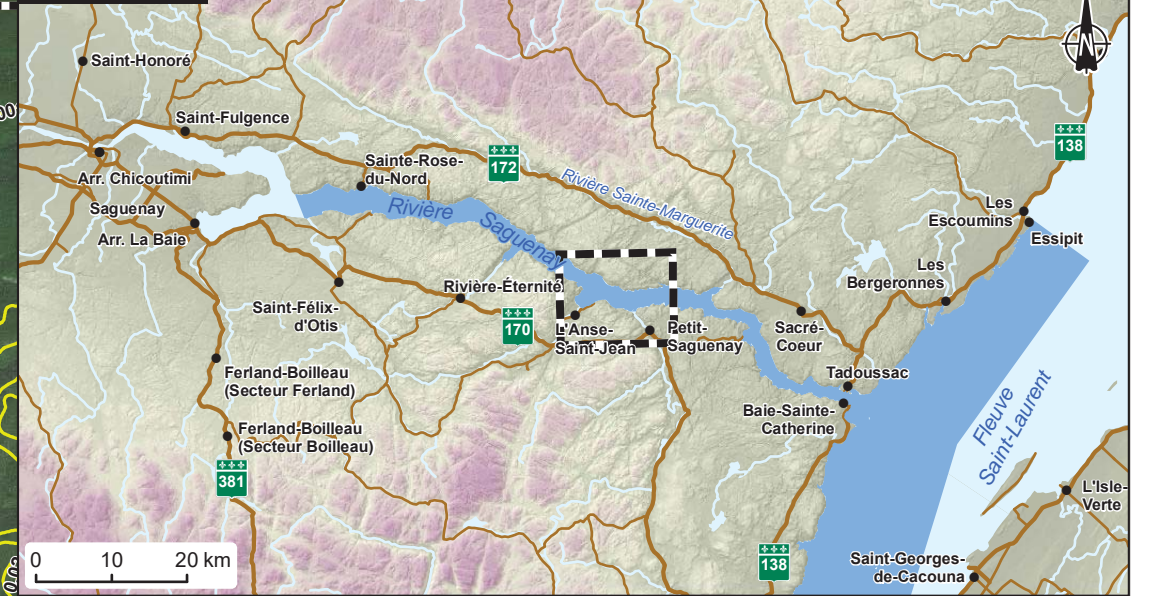 N
Saint-Honoré
Saint-Fulgence
138
172
Sainte-Rose-
du-Nord
Arr. Chicoutimi
Rivière Sainte-Marguerite
Saguenay
Rivière Saguenay
Les
Escoumins
Arr. La Baie
Essipit
Les
Bergeronnes
Rivière-Éternité
Saint-Félix-
d'Otis
170
L'Anse-
Saint-Jean
Petit-
Saguenay
Sacré-
Coeur
Ferland-Boilleau
(Secteur Ferland)
Tadoussac
Baie-Sainte-
Catherine
Fleuve
Saint-Laurent
Ferland-Boilleau
(Secteur Boilleau)
381
L'Isle-
Verte
138
Saint-Georges-
de-Cacouna
0 10 20 km